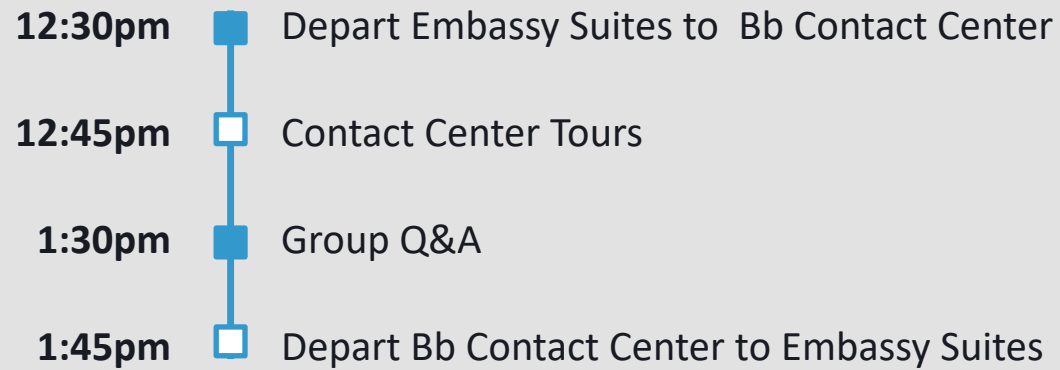 12:30pm Depart Embassy Suites to  Bb Contact Center
12:45pm Contact Center Tours
1:30pm Group Q&A
1:45pm Depart Bb Contact Center to Embassy Suites